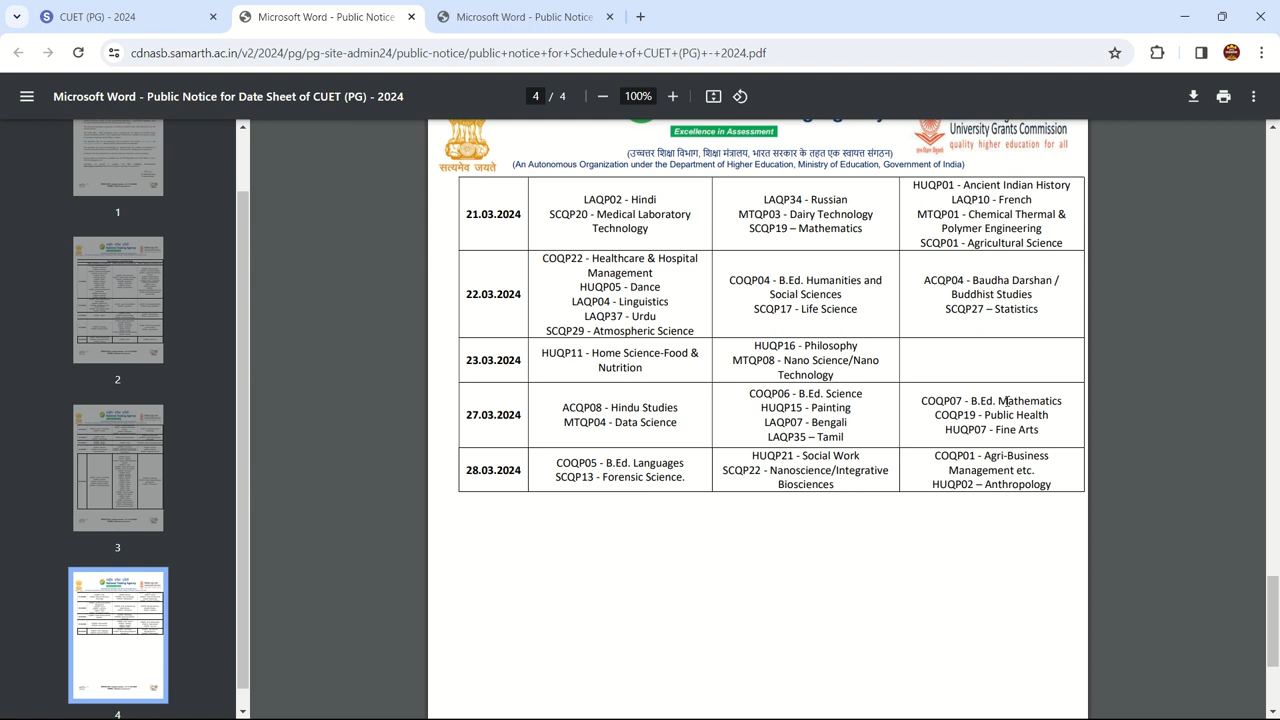 CUET (PG) - 2024
Microsoft Word - Public Notice
Microsoft Word - Public Notice
cdnasb.samarth.ac.in/v2/2024/pg/pg-site-admin24/public-notice/public+notice+for+Schedule+of+CUET+(PG)+-+2024.pdf
Microsoft Word - Public Notice for Date Sheet of CUET (PG) - 2024
4 / 4
100%
Excellence in Assessment
University Grants Commission
quality higher education for all
सत्यमेव जयते
(उच्चतर शिक्षा विभाग, शिक्षा मंत्रालय, भारत सरकार के तहत एक स्वायत्त संगठन)
(An Autonomous Organization under the Department of Higher Education, Ministry of Education, Government of India)
21.03.2024
LAQP02 - Hindi
SCQP20 - Medical Laboratory
Technology
LAQP34 - Russian
MTQP03 - Dairy Technology
SCQP19 – Mathematics
HUQP01 - Ancient Indian History
LAQP10 - French
MTQP01 - Chemical Thermal &
Polymer Engineering
SCQP01 - Agricultural Science
22.03.2024
COQP22 - Healthcare & Hospital
Management
HUQP05 - Dance
LAQP04 - Linguistics
LAQP37 - Urdu
SCQP29 - Atmospheric Science
COQP04 - B.Ed. Humanities and
Social Sciences
SCQP17 - Life Science
ACQP04 - Baudha Darshan /
Buddhist Studies
SCQP27 – Statistics
23.03.2024
HUQP11 - Home Science-Food &
Nutrition
HUQP16 - Philosophy
MTQP08 - Nano Science/Nano
Technology
27.03.2024
ACQP08 - Hindu Studies
MTQP04 - Data Science
COQP06 - B.Ed. Science
HUQP15 - Painting
LAQP07 - Bengali
LAQP35 – Tamil
COQP07 - B.Ed. Mathematics
COQP19 - Public Health
HUQP07 - Fine Arts
28.03.2024
COQP05 - B.Ed. Languages
SCQP13 - Forensic Science.
HUQP21 - Social Work
SCQP22 - Nanoscience/Integrative
Biosciences
COQP01 - Agri-Business
Management etc.
HUQP02 – Anthropology
1
2
3
4